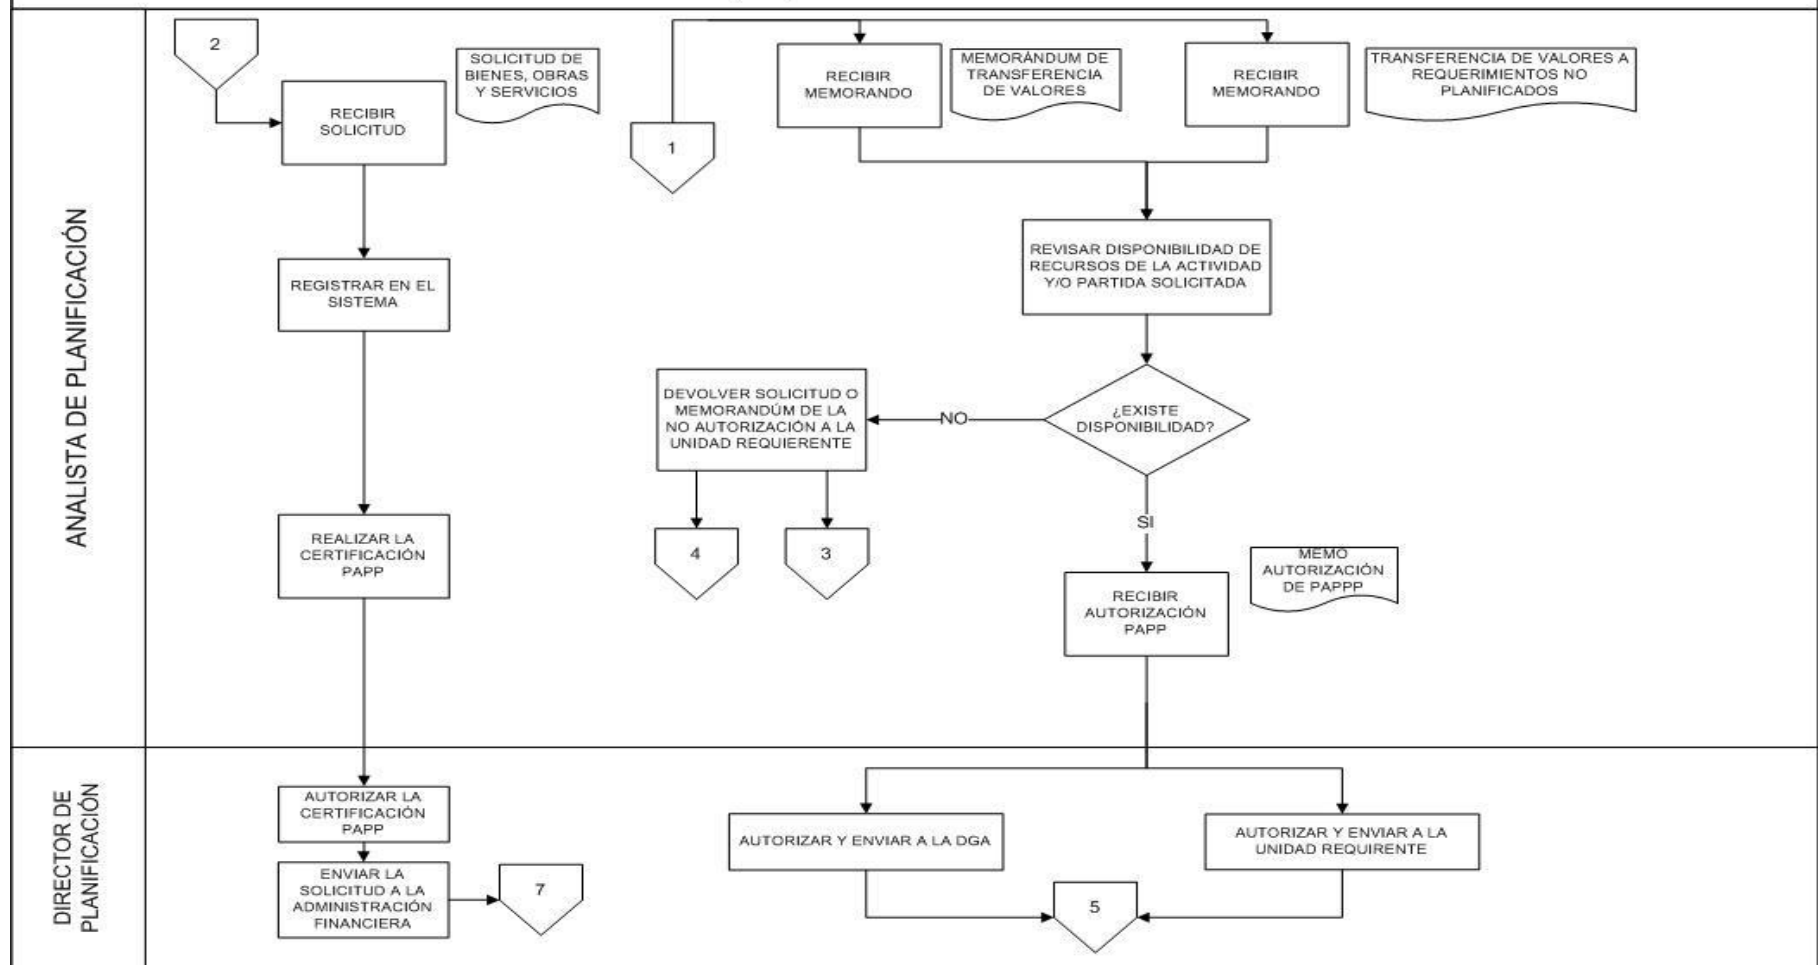 ANALISTA DE PLANIFICACIÓN
2
SOLICITUD DE
BIENES, OBRAS
Y SERVICIOS
RECIBIR
SOLICITUD
REGISTRAR EN EL
SISTEMA
REALIZAR LA
CERTIFICACIÓN
PAPP
1
RECIBIR
MEMORANDO
MEMORÁNDUM DE
TRANSFERENCIA
DE VALORES
RECIBIR
MEMORANDO
TRANSFERENCIA DE VALORES A
REQUERIMIENTOS NO
PLANIFICADOS
REVISAR DISPONIBILIDAD DE
RECURSOS DE LA ACTIVIDAD
Y/O PARTIDA SOLICITADA
¿EXISTE
DISPONIBILIDAD?
NO
DEVOLVER SOLICITUD O
MEMORANDÚM DE LA
NO AUTORIZACIÓN A LA
UNIDAD REQUIERENTE
4
3
SI
RECIBIR
AUTORIZACIÓN
PAPP
MEMO
AUTORIZACIÓN
DE PAPPP
DIRECTOR DE
PLANIFICACIÓN
AUTORIZAR LA
CERTIFICACIÓN
PAPP
ENVIAR LA
SOLICITUD A LA
ADMINISTRACIÓN
FINANCIERA
7
AUTORIZAR Y ENVIAR A LA DGA
AUTORIZAR Y ENVIAR A LA
UNIDAD REQUIRENTE
5